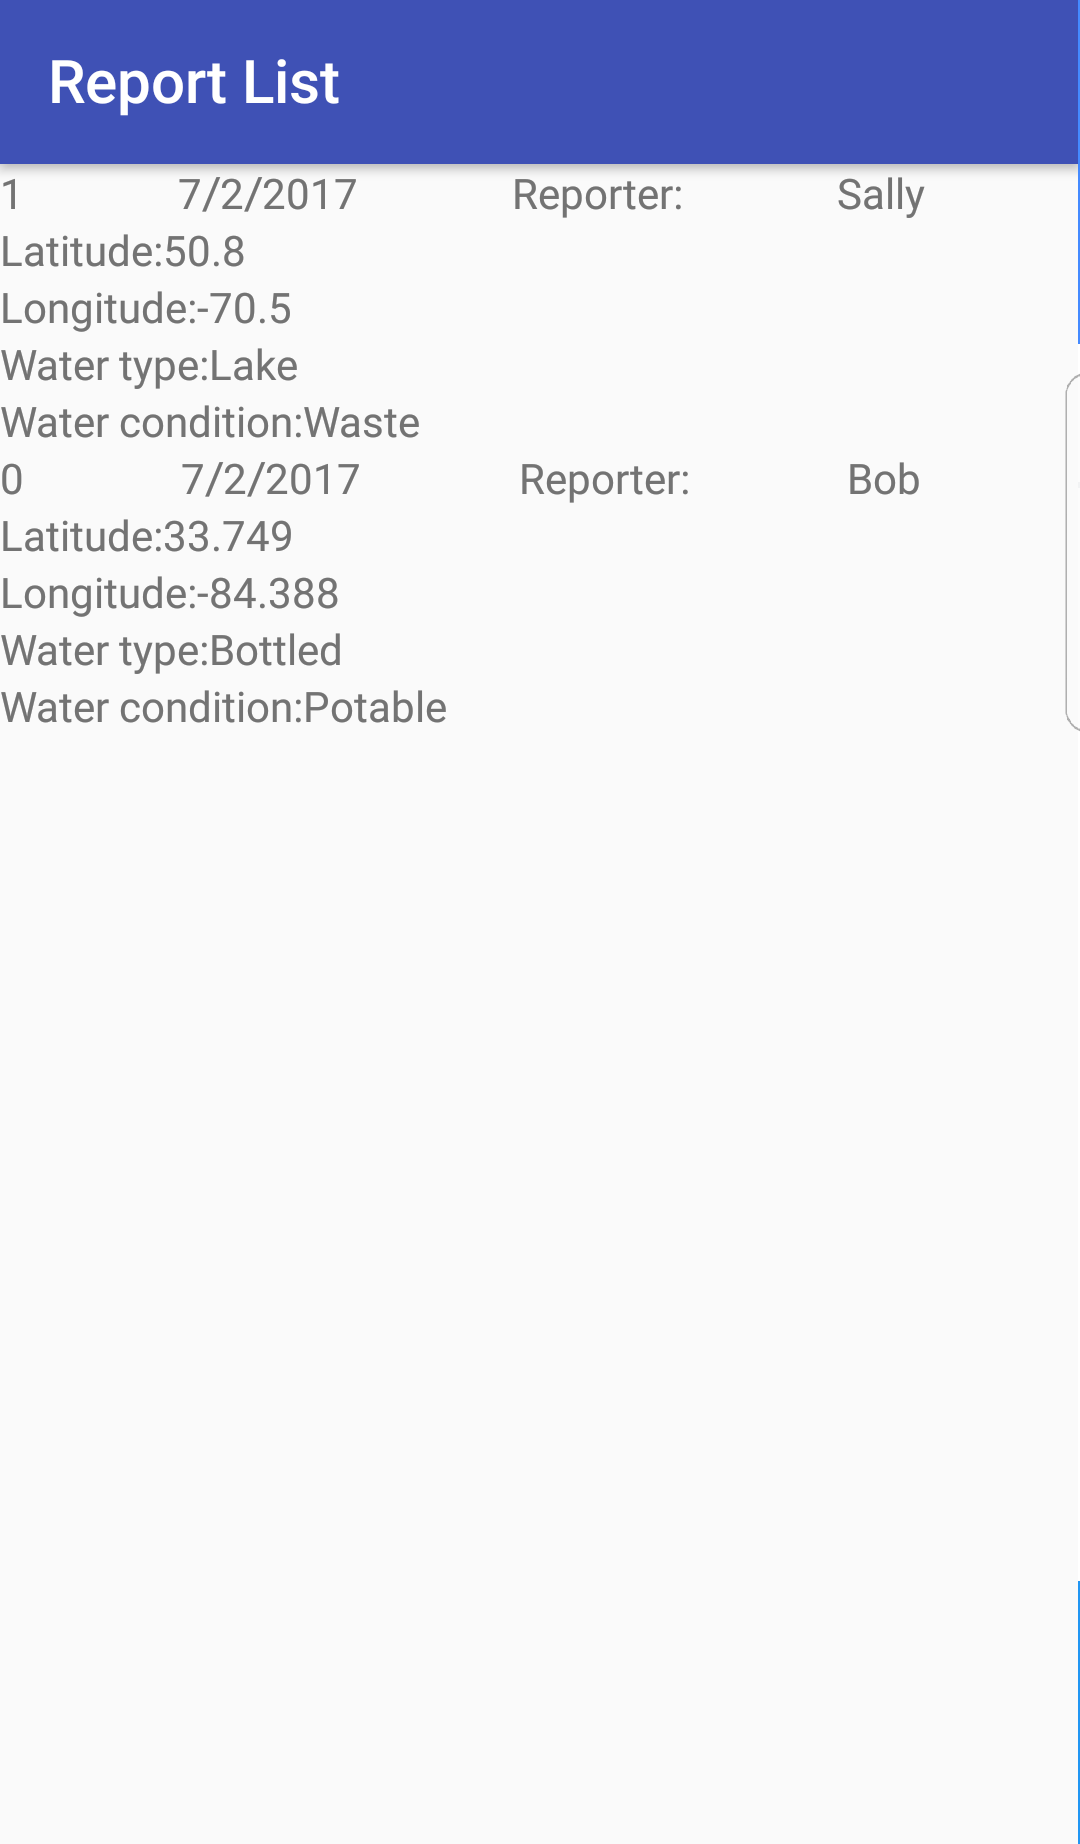 Report List
1 7/2/2017 Reporter: Sally
Latitude:50.8
Longitude:-70.5
Water type:Lake
Water condition:Waste
0 7/2/2017 Reporter: Bob
Latitude:33.749
Longitude:-84.388
Water type:Bottled
Water condition:Potable